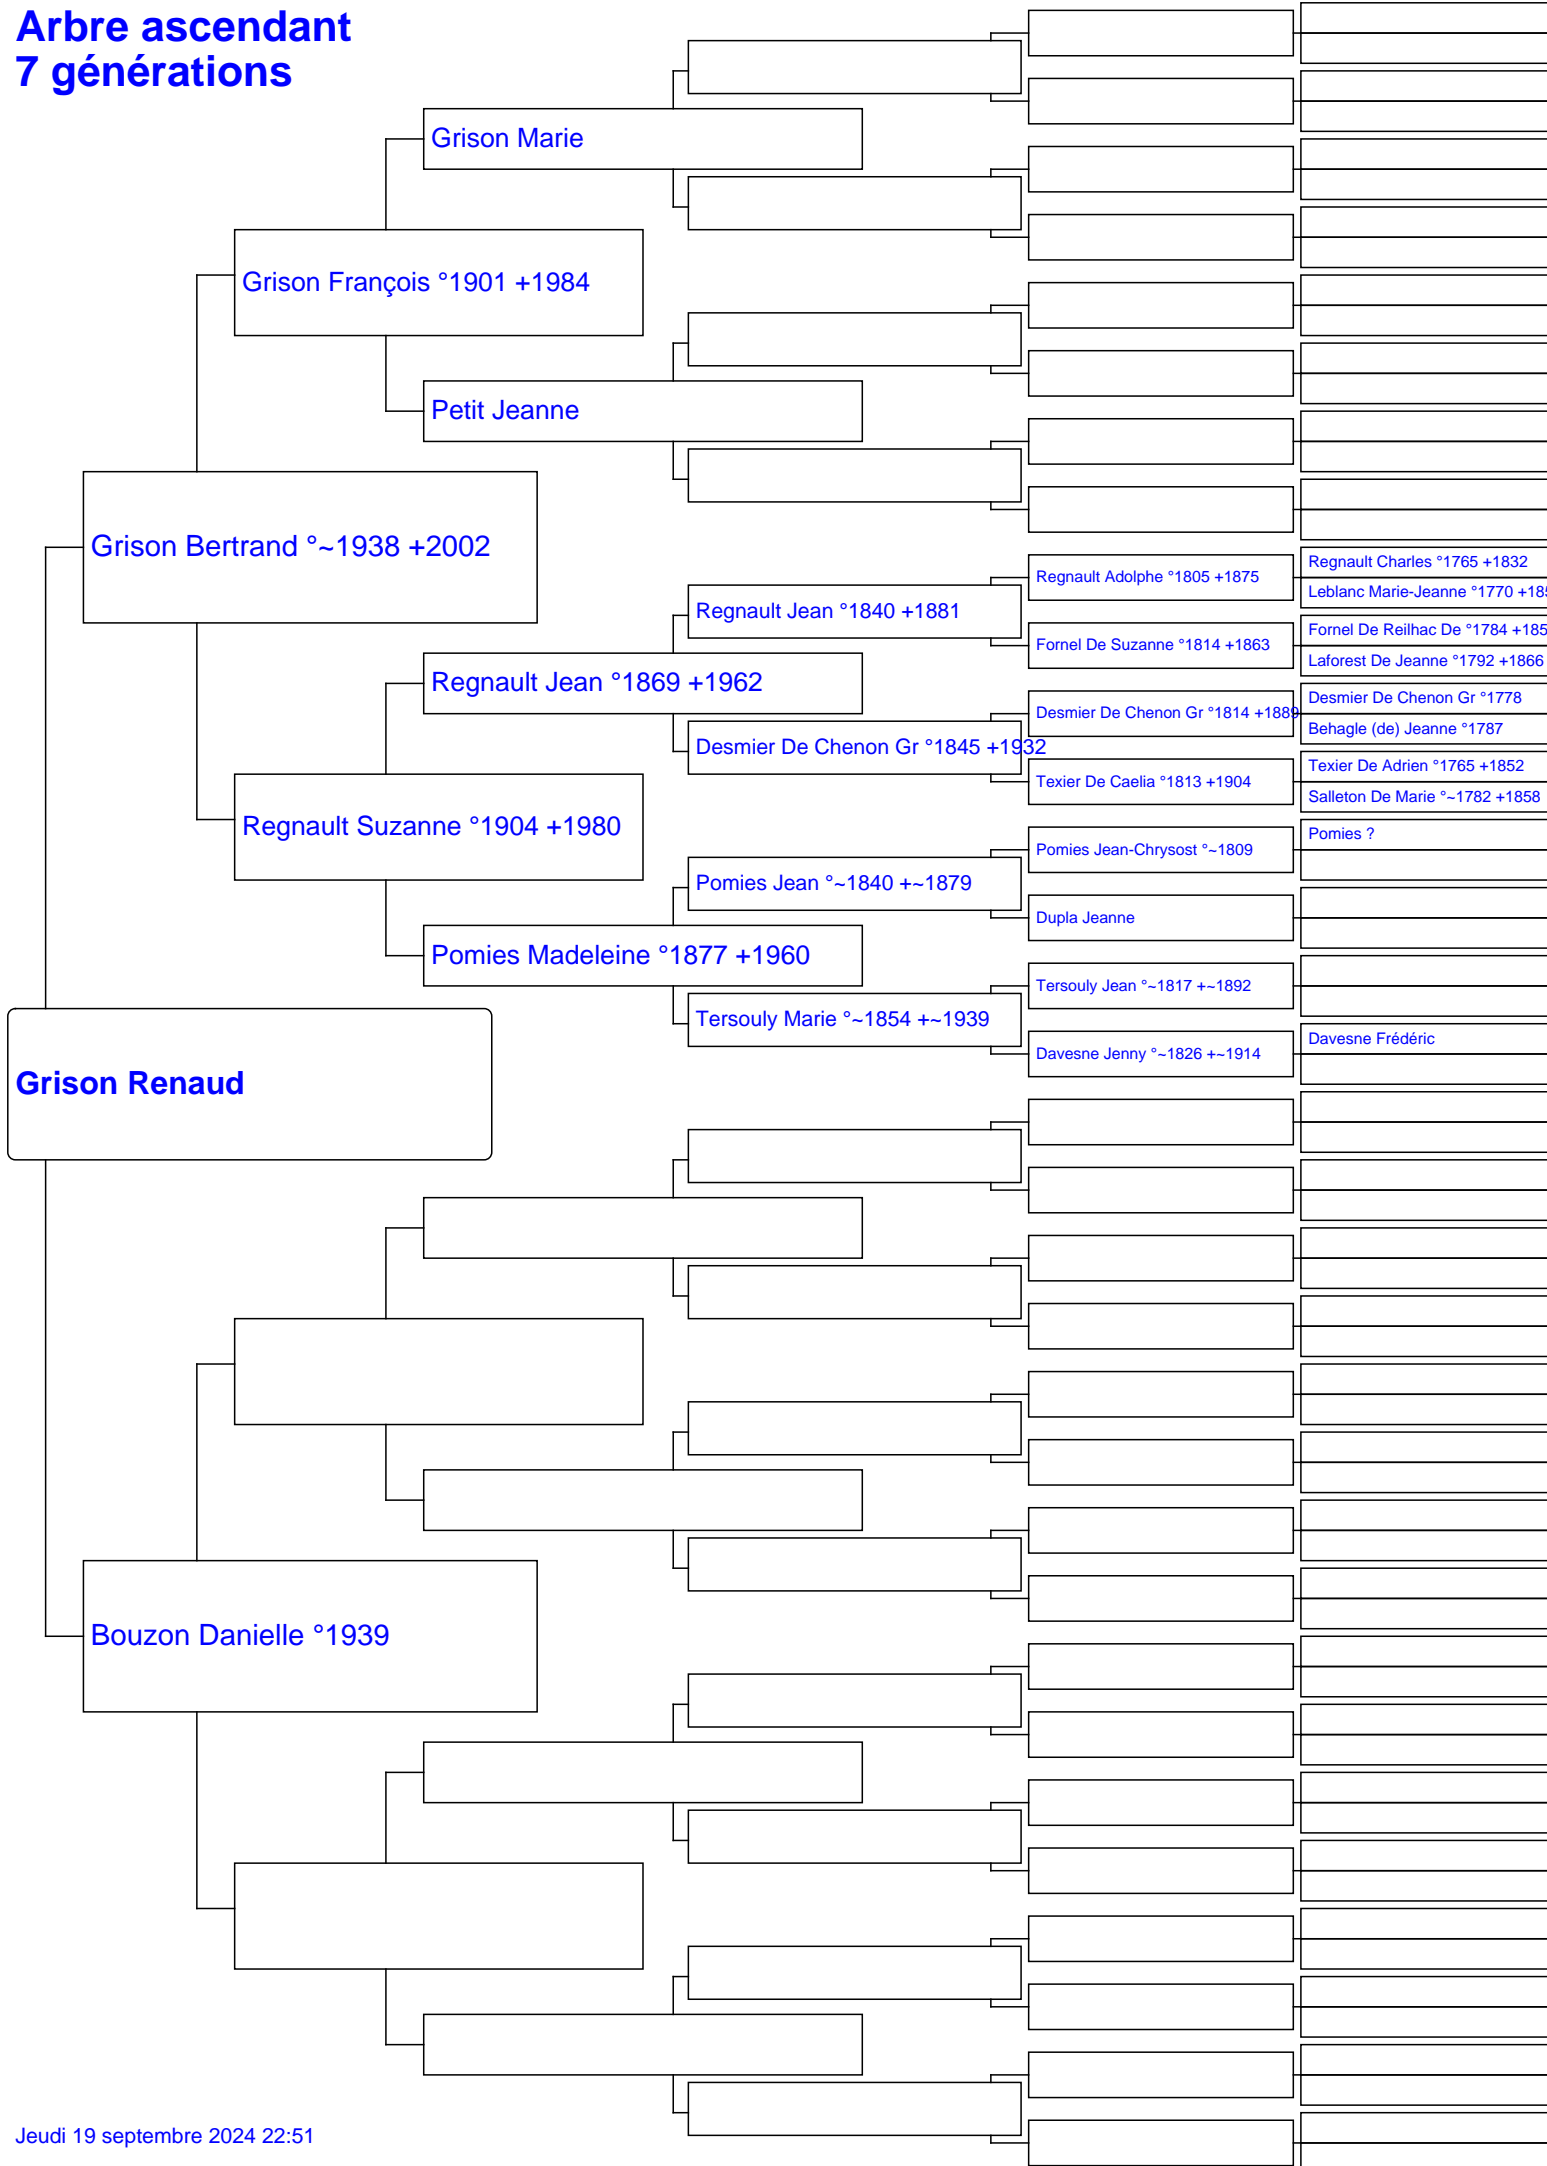 Arbre ascendant
7 générations
Grison Marie
Grison François °1901 +1984
Petit Jeanne
Grison Bertrand °~1938 +2002
Regnault Charles °1765 +1832
Regnault Adolphe °1805 +1875
Leblanc Marie-Jeanne °1770 +185
Regnault Jean °1840 +1881
Fornel De Reilhac De °1784 +185
Fornel De Suzanne °1814 +1863
Laforest De Jeanne °1792 +1866
Regnault Jean °1869 +1962
Desmier De Chenon Gr °1778
Desmier De Chenon Gr °1814 +1889
Behagle (de) Jeanne °1787
Desmier De Chenon Gr °1845 +1932
Texier De Adrien °1765 +1852
Texier De Caelia °1813 +1904
Salleton De Marie °~1782 +1858
Regnault Suzanne °1904 +1980
Pomies ?
Pomies Jean-Chrysost °~1809
Pomies Jean °~1840 +~1879
Dupla Jeanne
Pomies Madeleine °1877 +1960
Tersouly Jean °~1817 +~1892
Tersouly Marie °~1854 +~1939
Davesne Frédéric
Davesne Jenny °~1826 +~1914
Grison Renaud
Bouzon Danielle °1939
Jeudi 19 septembre 2024 22:51